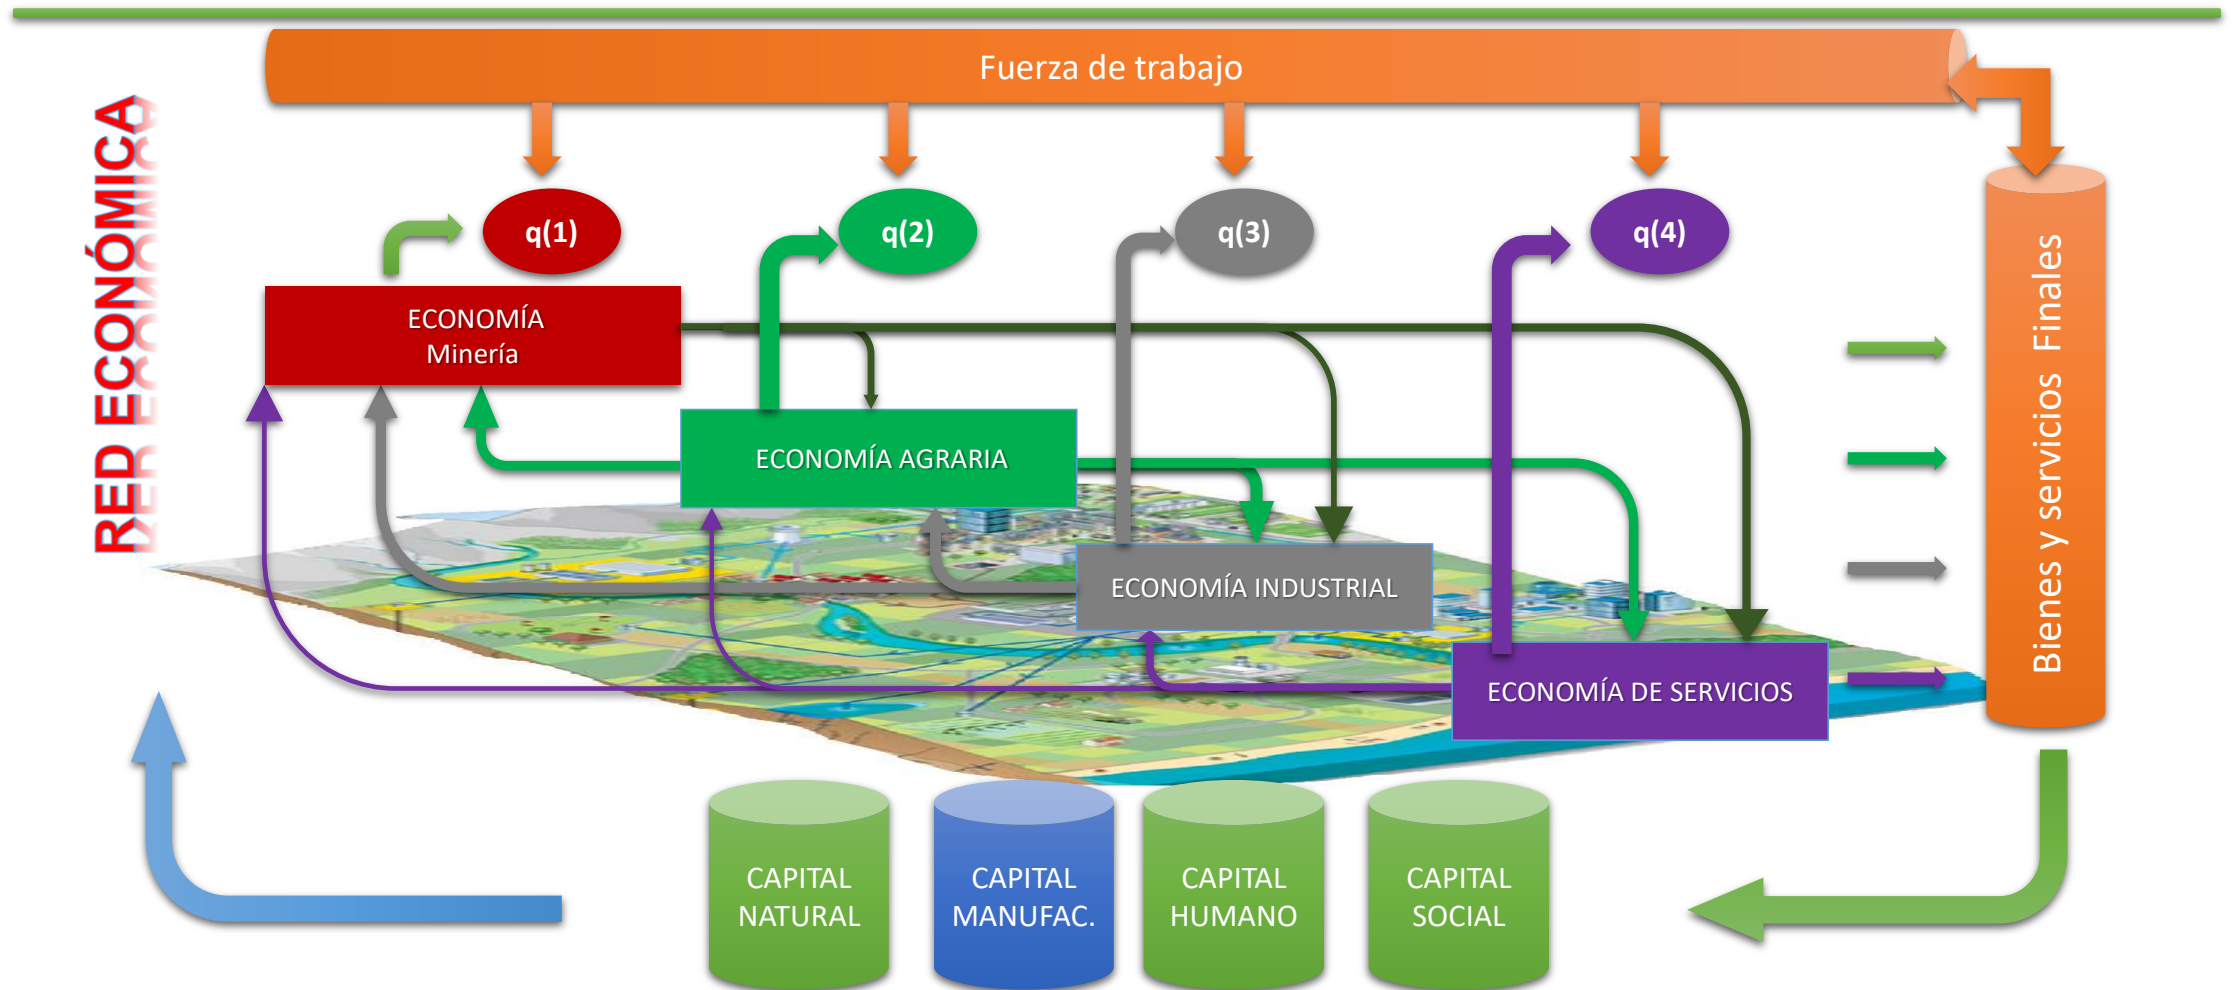 Fuerza de trabajo
RED ECONÓMICA
q(1)
q(2)
q(3)
q(4)
ECONOMÍA
Minería
ECONOMÍA AGRARIA
ECONOMÍA INDUSTRIAL
ECONOMÍA DE SERVICIOS
Bienes y servicios Finales
CAPITAL
NATURAL
CAPITAL
MANUFAC.
CAPITAL
HUMANO
CAPITAL
SOCIAL